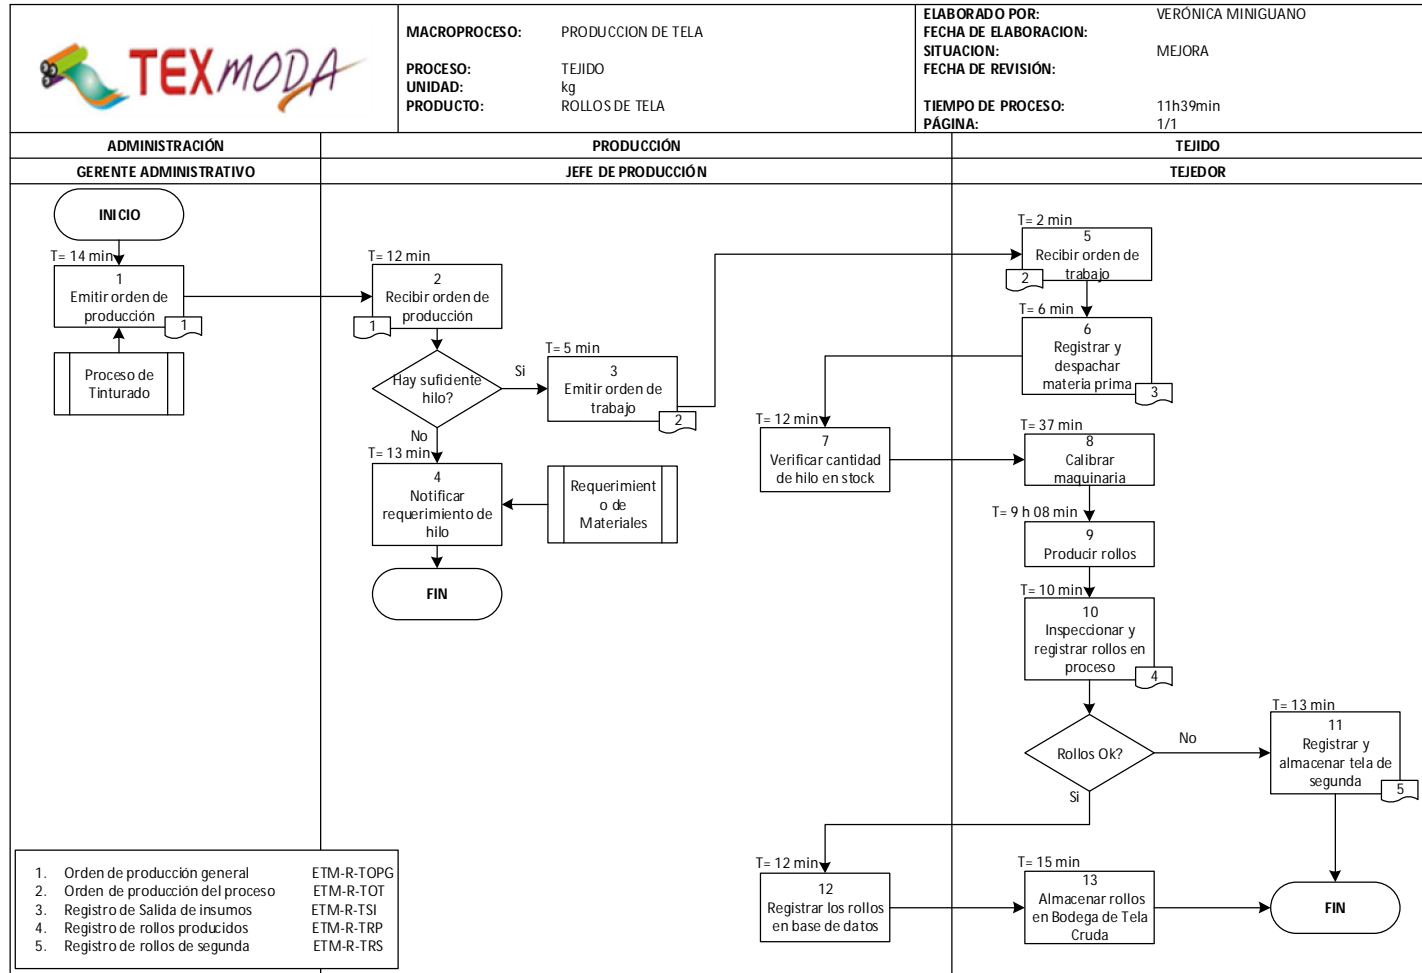 TEXMODA
MACROPROCESO: PRODUCCION DE TELA
PROCESO: TEJIDO
UNIDAD: kg
PRODUCTO: ROLLOS DE TELA
ELABORADO POR: VERÓNICA MINIGUANO
FECHA DE ELABORACION:
SITUACION: MEJORA
FECHA DE REVISIÓN:
TIEMPO DE PROCESO: 11h39min
PÁGINA: 1/1
ADMINISTRACIÓN
PRODUCCIÓN
TEJIDO
GERENTE ADMINISTRATIVO
JEFE DE PRODUCCIÓN
TEJEDOR
INICIO
T= 14 min
1
Emitir orden de
producción
1
Proceso de
Tinturado
T= 12 min
2
Recibir orden de
producción
1
Hay suficiente
hilo?
Si
No
T= 5 min
3
Emitir orden de
trabajo
2
T= 13 min
4
Notificar
requerimiento de
hilo
Requerimient
o de
Materiales
FIN
T= 2 min
5
Recibir orden de
trabajo
2
T= 6 min
6
Registrar y
despachar
materia prima
3
T= 12 min
7
Verificar cantidad
de hilo en stock
T= 37 min
8
Calibrar
maquinaria
T= 9 h 08 min
9
Producir rollos
T= 10 min
10
Inspeccionar y
registrar rollos en
proceso
4
Rollos Ok?
No
Si
T= 13 min
11
Registrar y
almacenar tela de
segunda
5
T= 12 min
12
Registrar los rollos
en base de datos
T= 15 min
13
Almacenar rollos
en Bodega de Tela
Cruda
FIN
1. Orden de producción general ETM-R-TOPG
2. Orden de producción del proceso ETM-R-TOT
3. Registro de Salida de insumos ETM-R-TSI
4. Registro de rollos producidos ETM-R-TRP
5. Registro de rollos de segunda ETM-R-TRS